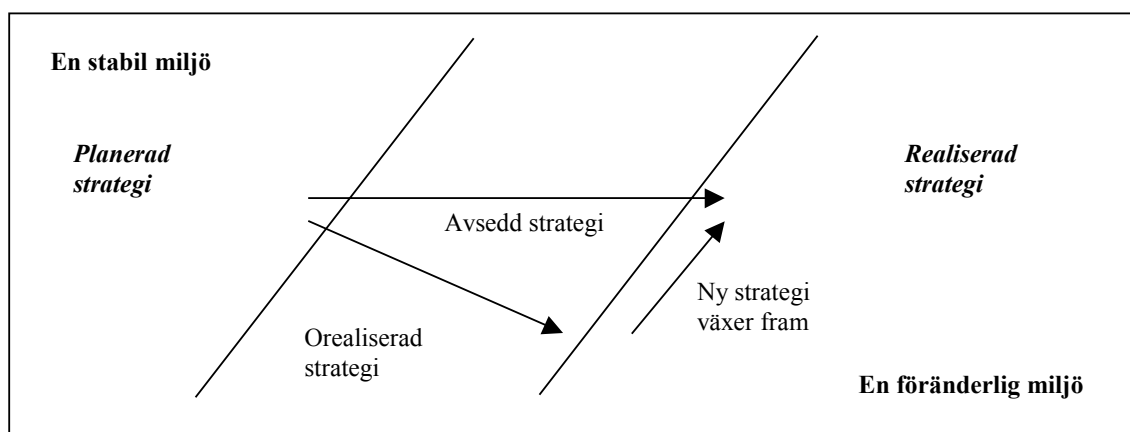 En stabil miljö
Planerad
strategi
Realiserad
strategi
Avsedd strategi
Ny strategi
växer fram
Orealiserad
strategi
En föränderlig miljö